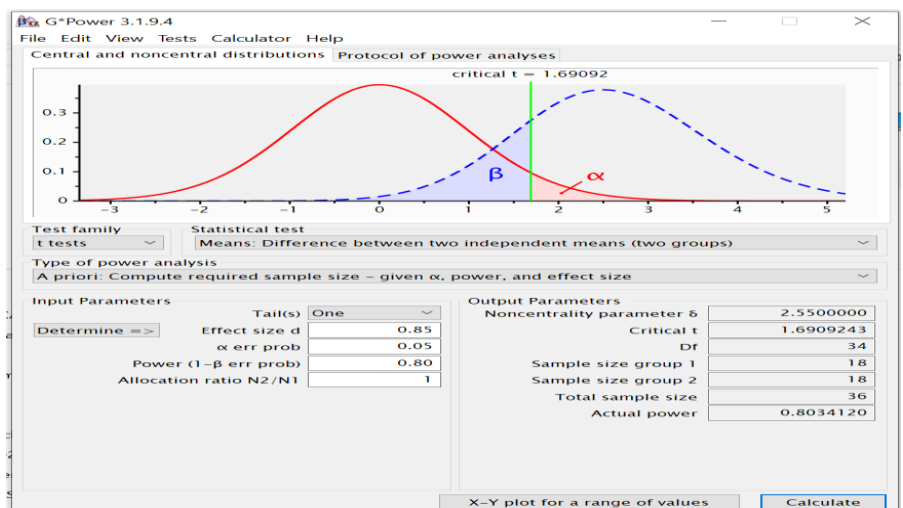 G*Power 3.1.9.4
File Edit View Tests Calculator Help
Central and noncentral distributions Protocol of power analyses
critical t = 1.69092
0.3
0.2
0.1
0
β
α
-3 -2 -1 0 1 2 3 4 5
Test family Statistical test
t tests Means: Difference between two independent means (two groups)
Type of power analysis
A priori: Compute required sample size – given α, power, and effect size
Input Parameters Output Parameters
Tail(s) One Noncentrality parameter δ 2.5500000
Determine => Effect size d 0.85 Critical t 1.6909243
α err prob 0.05 Df 34
Power (1-β err prob) 0.80 Sample size group 1 18
Allocation ratio N2/N1 1 Sample size group 2 18
Total sample size 36
Actual power 0.8034120
X-Y plot for a range of values Calculate